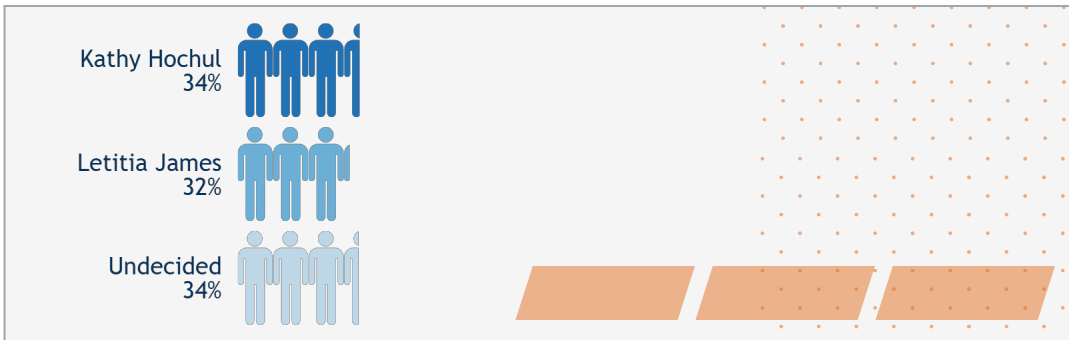 Kathy Hochul
34%
Letitia James
32%
Undecided
34%